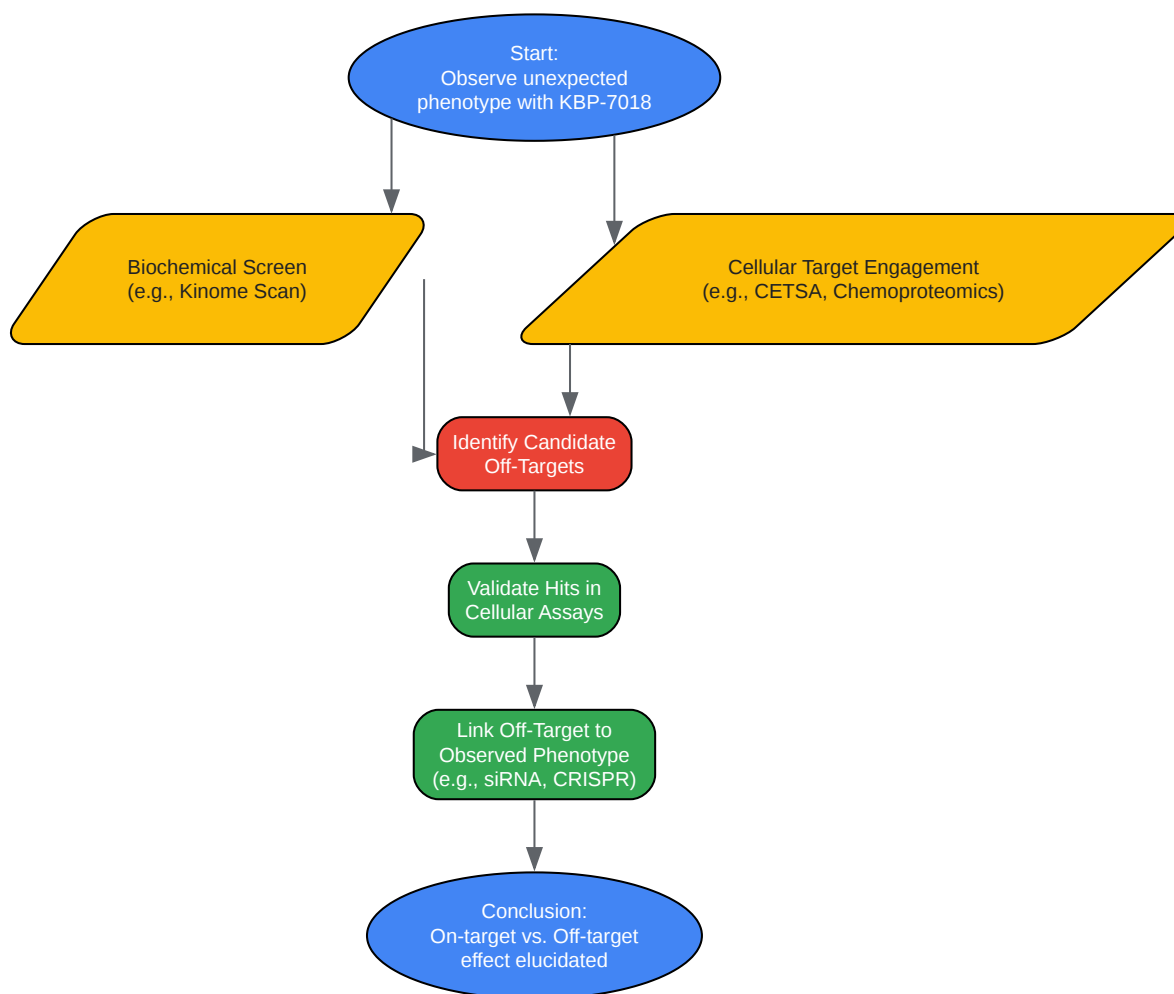 Start:
Observe unexpected
phenotype with KBP-7018
Biochemical Screen
(e.g., Kinome Scan)
Cellular Target Engagement
(e.g., CETSA, Chemoproteomics)
Identify Candidate
Off-Targets
Validate Hits in
Cellular Assays
Link Off-Target to
Observed Phenotype
(e.g., siRNA, CRISPR)
Conclusion:
On-target vs. Off-target
effect elucidated